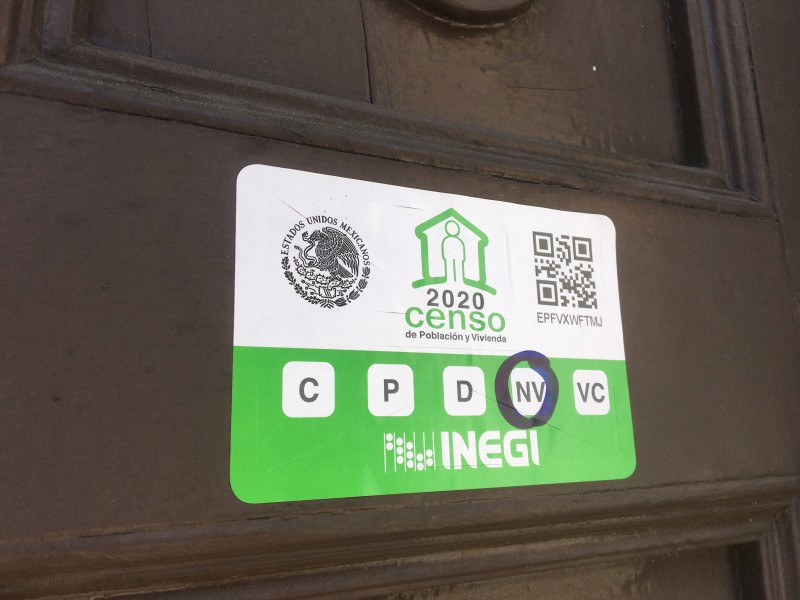 ESTADOS UNIDOS MEXICANOS
2020
censo
de Población y Vivienda
EPFVXWFTMJ
C P D NV VC
INEGI